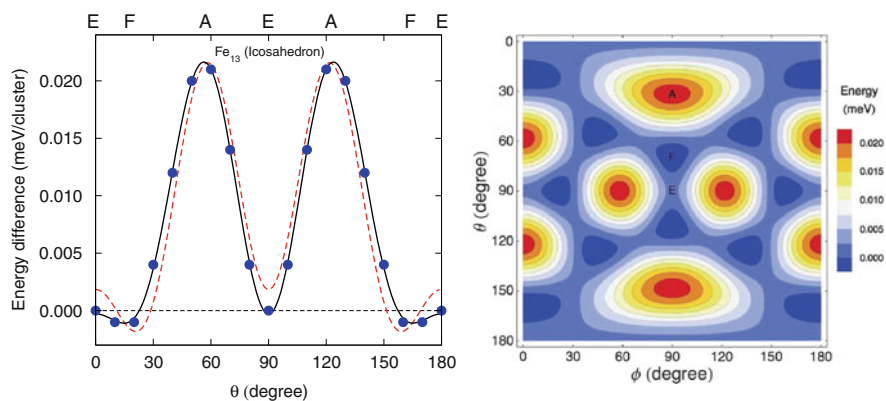 E F A E A F E
Fe13 (Icosahedron)
Energy difference (meV/cluster)
0.020
0.015
0.010
0.005
0.000
0 30 60 90 120 150 180
θ (degree)
0
30
60
90
120
150
180
θ (degree)
A
F
E
0 30 60 90 120 150 180
ϕ (degree)
Energy
(meV)
0.020
0.015
0.010
0.005
0.000